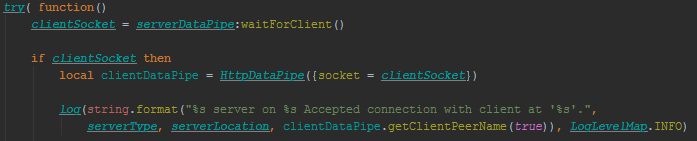 try( function()
clientSocket = serverDataPipe:waitForClient()
if clientSocket then
local clientDataPipe = HttpDataPipe({socket = clientSocket})
Log(string.format("%s server on %s Accepted connection with client at '%s'.",
serverType, serverLocation, clientDataPipe.getClientPeerName(true)), LogLevelMap.INFO)